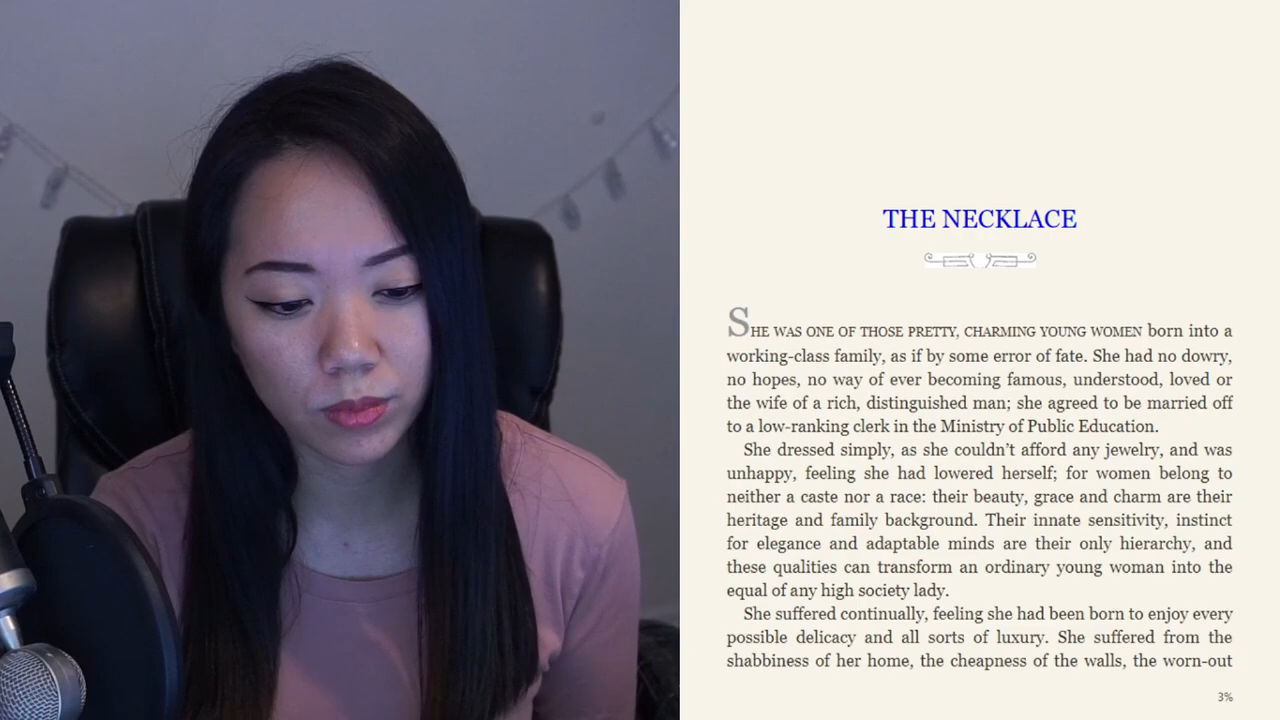 THE NECKLACE
SHE WAS ONE OF THOSE PRETTY, CHARMING YOUNG WOMEN born into a
working-class family, as if by some error of fate. She had no dowry,
no hopes, no way of ever becoming famous, understood, loved or
the wife of a rich, distinguished man; she agreed to be married off
to a low-ranking clerk in the Ministry of Public Education.
She dressed simply, as she couldn’t afford any jewelry, and was
unhappy, feeling she had lowered herself; for women belong to
neither a caste nor a race: their beauty, grace and charm are their
heritage and family background. Their innate sensitivity, instinct
for elegance and adaptable minds are their only hierarchy, and
these qualities can transform an ordinary young woman into the
equal of any high society lady.
She suffered continually, feeling she had been born to enjoy every
possible delicacy and all sorts of luxury. She suffered from the
shabbiness of her home, the cheapness of the walls, the worn-out
3%